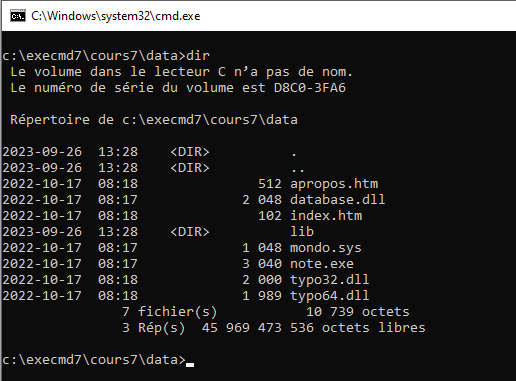 C:\Windows\system32\cmd.exe
c:\execmd7\cours7\data>dir
 Le volume dans le lecteur C n’a pas de nom.
 Le numéro de série du volume est D8C0-3FA6

 Répertoire de c:\execmd7\cours7\data

2023-09-26  13:28    <DIR>          .
2023-09-26  13:28    <DIR>          ..
2022-10-17  08:18               512 apropos.htm
2022-10-17  08:17             2 048 database.dll
2022-10-17  08:18               102 index.htm
2023-09-26  13:28    <DIR>          lib
2022-10-17  08:17             1 048 mondo.sys
2022-10-17  08:17             3 040 note.exe
2022-10-17  08:18             2 000 typo32.dll
2022-10-17  08:17             1 989 typo64.dll
               7 fichier(s)           10 739 octets
               3 Rép(s)  45 969 473 536 octets libres

c:\execmd7\cours7\data>